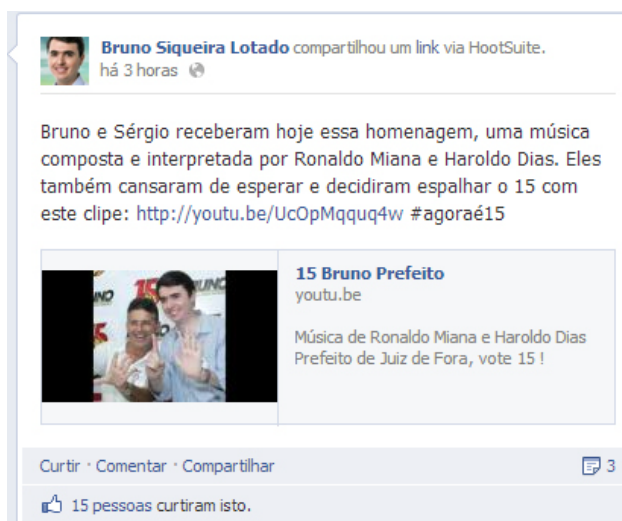 Bruno Siqueira Lotado compartilhou um link via HootSuite.
há 3 horas
Bruno e Sérgio receberam hoje essa homenagem, uma música
composta e interpretada por Ronaldo Miana e Haroldo Dias. Eles
também cansaram de esperar e decidiram espalhar o 15 com
este clipe: http://youtu.be/UcOpMqquq4w #agoraé15
15 Bruno Prefeito
youtu.be
Música de Ronaldo Miana e Haroldo Dias
Prefeito de Juiz de Fora, vote 15 !
Curtir · Comentar · Compartilhar 3
15 pessoas curtiram isto.